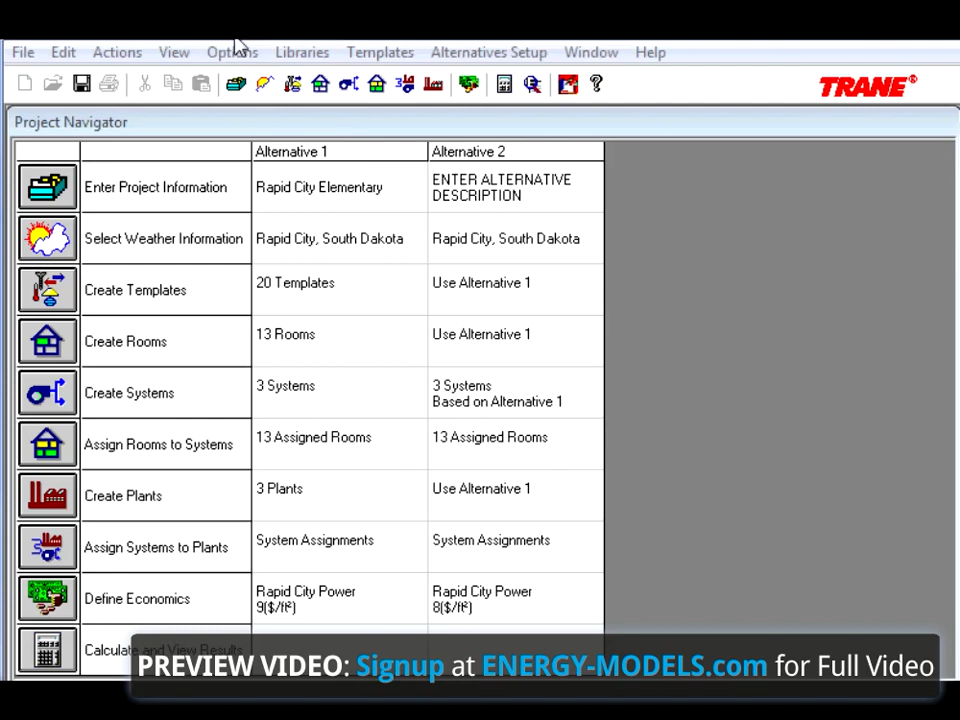 File Edit Actions View Options Libraries Templates Alternatives Setup Window Help
TRANE®
Project Navigator
Alternative 1 Alternative 2
Enter Project Information Rapid City Elementary ENTER ALTERNATIVE
DESCRIPTION
Select Weather Information Rapid City, South Dakota Rapid City, South Dakota
Create Templates 20 Templates Use Alternative 1
Create Rooms 13 Rooms Use Alternative 1
Create Systems 3 Systems 3 Systems
Based on Alternative 1
Assign Rooms to Systems 13 Assigned Rooms 13 Assigned Rooms
Create Plants 3 Plants Use Alternative 1
Assign Systems to Plants System Assignments System Assignments
Define Economics Rapid City Power Rapid City Power
9($/ft²) 8($/ft²)
Calculate and View Results
PREVIEW VIDEO: Signup at ENERGY-MODELS.com for Full Video